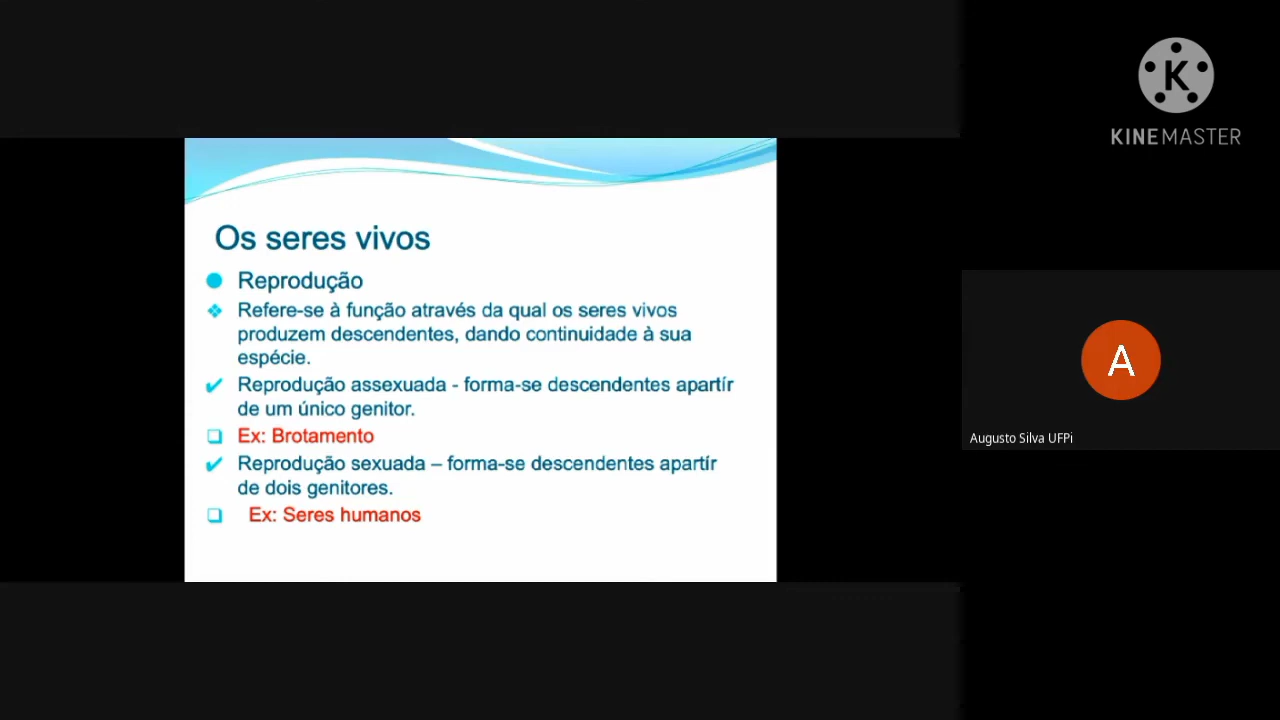 K
KINEMASTER
Os seres vivos
Reprodução
Refere-se à função através da qual os seres vivos
produzem descendentes, dando continuidade à sua
espécie.
Reprodução assexuada - forma-se descendentes apartír
de um único genitor.
Ex: Brotamento
Reprodução sexuada – forma-se descendentes apartír
de dois genitores.
Ex: Seres humanos
A
Augusto Silva UFPi